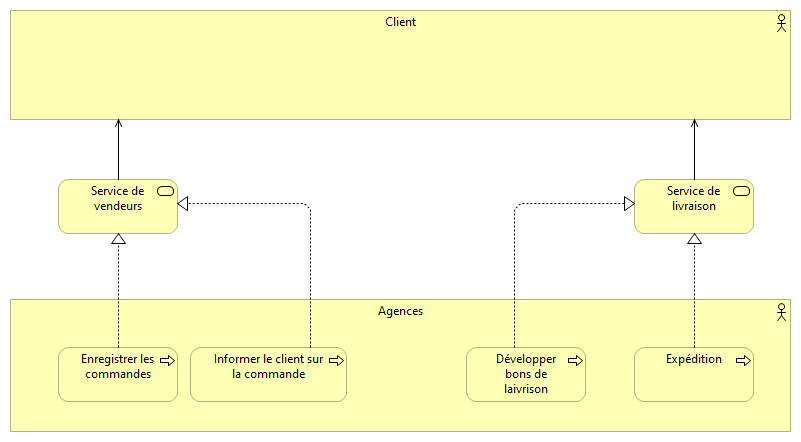 Client
Service de
vendeurs
Service de
livraison
Agences
Enregistrer les
commandes
Informer le client sur
la commande
Développer
bons de
laivrison
Expédition